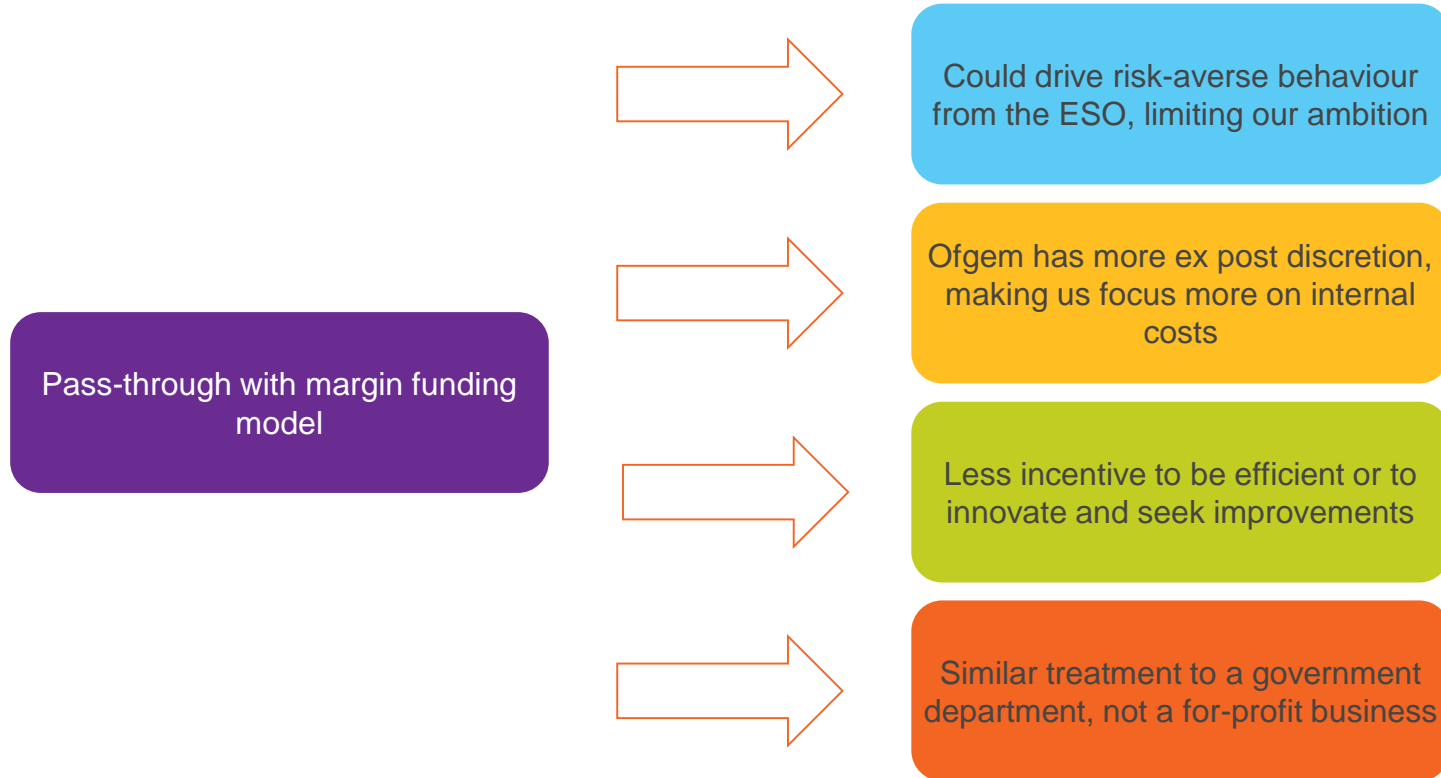 Could drive risk-averse behaviour
from the ESO, limiting our ambition
Ofgem has more ex post discretion,
making us focus more on internal
costs
Pass-through with margin funding
model
Less incentive to be efficient or to
innovate and seek improvements
Similar treatment to a government
department, not a for-profit business